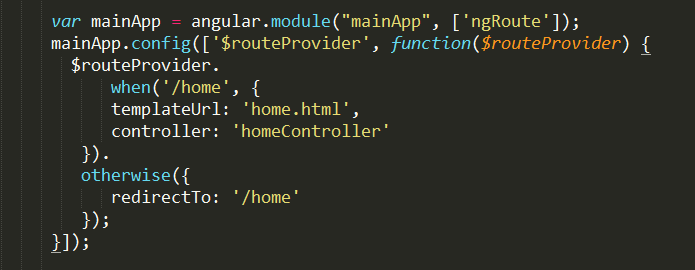 var mainApp = angular.module("mainApp", ['ngRoute']);
mainApp.config(['$routeProvider', function($routeProvider) {
  $routeProvider.
      when('/home', {
      templateUrl: 'home.html',
      controller: 'homeController'
   }).
   otherwise({
      redirectTo: '/home'
   });
}]);